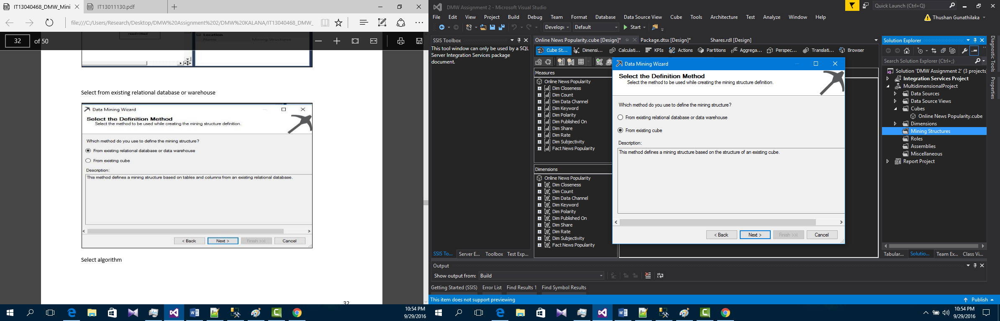 IT13040468_DMW_Mini
IT13011130.pdf
file:///C:/Users/Research/Desktop/DMW%20Assignment%202/DMW%20KALANA/IT13040468_DMW_
32 of 50
readmitted
Location
Name Mining Structures
Select from existing relational database or warehouse
Data Mining Wizard
Select the Definition Method
Select the method to be used while creating the mining structure definition.
Which method do you use to define the mining structure?
From existing relational database or data warehouse
From existing cube
Description:
This method defines a mining structure based on tables and columns from an existing relational database.
< Back Next > Finish >>| Cancel
Select algorithm
32
10:54 PM
9/29/2016
DMW Assignment 2 - Microsoft Visual Studio
Quick Launch (Ctrl+Q)
File Edit View Project Build Debug Team Format Database Data Source View Cube Tools Architecture Test Analyze Window Help
Thushan Gunathilaka
Develop Default Start
SSIS Toolbox
This tool window can only be used by a SQL
Server Integration Services package
document.
SSIS To... Server E... Toolbox Test Exp...
Online News Popularity.cube [Design]* Package.dtsx [Design]* Shares.rdl [Design]
Cube St... Dimensi... Calculati... KPIs Actions Partitions Aggrega... Perspec... Translati... Browser
Measures
Online News Popularity
Dim Closeness
Dim Count
Dim Data Channel
Dim Keyword
Dim Polarity
Dim Published On
Dim Share
Dim Rate
Dim Subjectivity
Fact News Popularity
Dimensions
Online News Popularity
Dim Closeness
Dim Count
Dim Data Channel
Dim Keyword
Dim Polarity
Dim Published On
Dim Share
Dim Rate
Dim Subjectivity
Fact News Popularity
Data Mining Wizard
Select the Definition Method
Select the method to be used while creating the mining structure definition.
Which method do you use to define the mining structure?
From existing relational database or data warehouse
From existing cube
Description:
This method defines a mining structure based on the structure of an existing cube.
< Back Next > Finish >>| Cancel
Solution Explorer
Search Solution Explorer (Ctrl+;)
Solution 'DMW Assignment 2' (3 projects
Integration Services Project
MultidimensionalProject
Data Sources
Data Source Views
Cubes
Online News Popularity.cube
Dimensions
Mining Structures
Roles
Assemblies
Miscellaneous
Report Project
Tabular... Solutio... Team Ex... Class Vi...
Diagnostic Tools
Properties
Output
Show output from: Build
Getting Started (SSIS) Error List Find Results 1 Find Symbol Results
This item does not support previewing
Publish
10:54 PM
9/29/2016